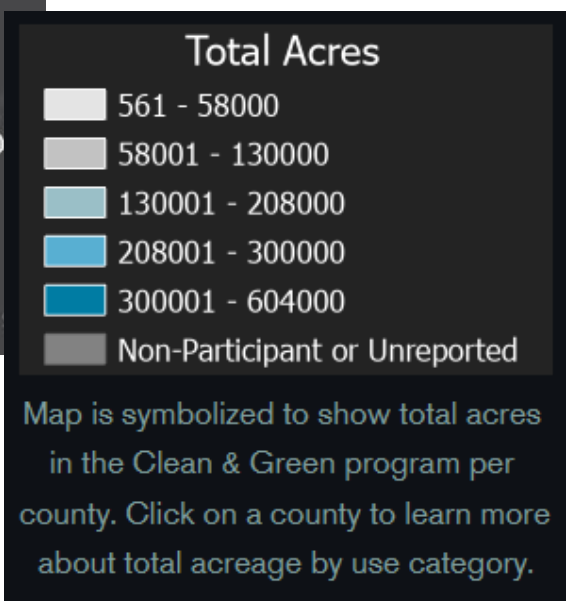 Total Acres
561 - 58000
58001 - 130000
130001 - 208000
208001 - 300000
300001 - 604000
Non-Participant or Unreported
Map is symbolized to show total acres
in the Clean & Green program per
county. Click on a county to learn more
about total acreage by use category.